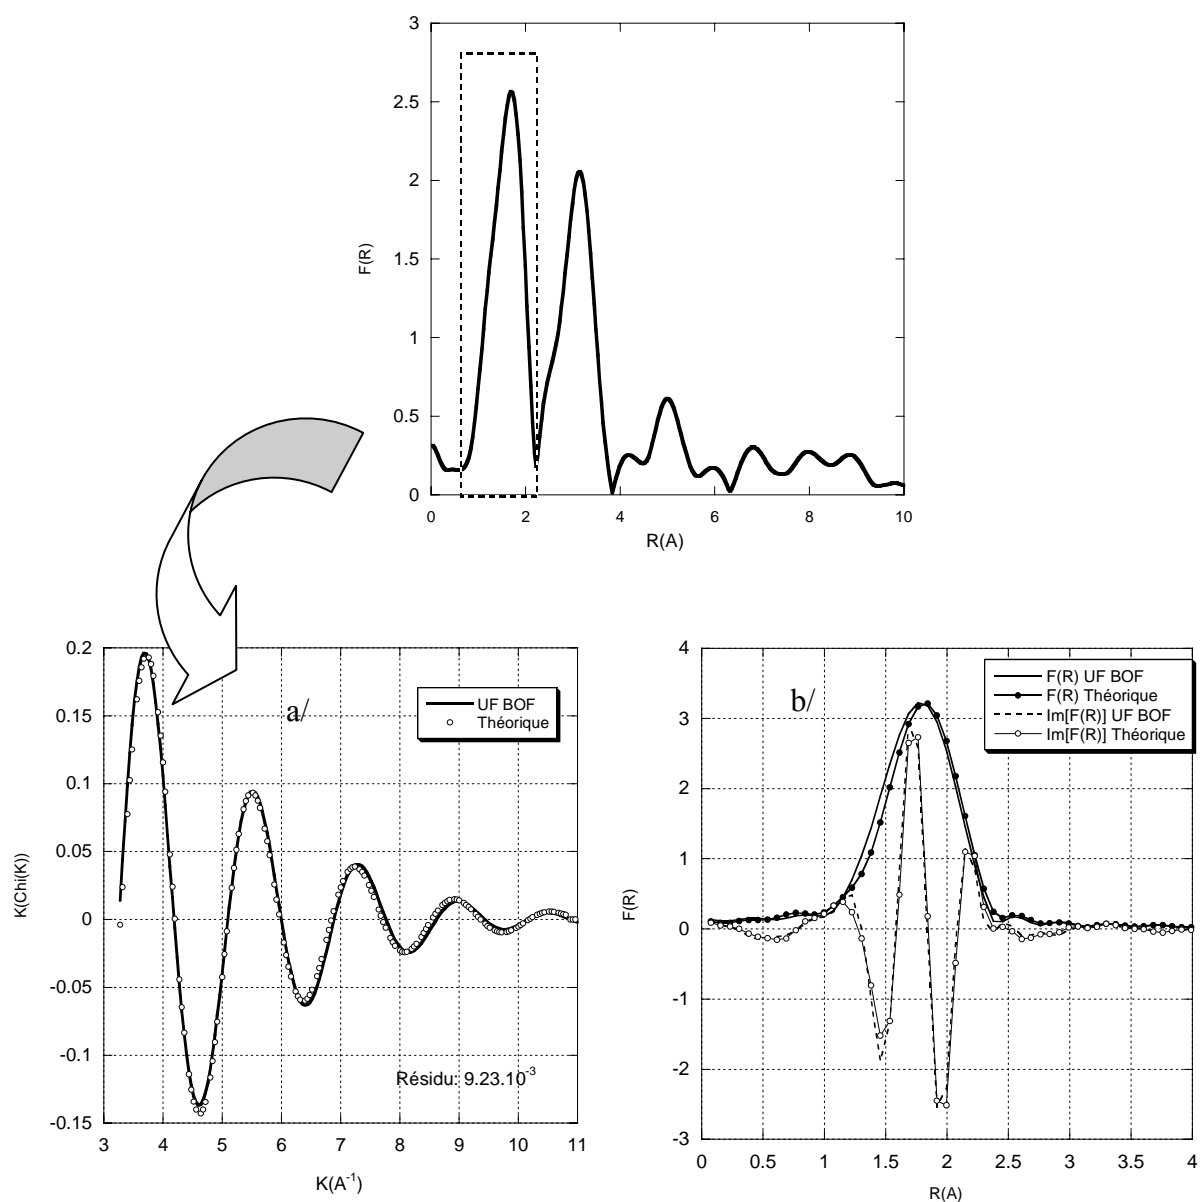 3
2.5
2
1.5
1
0.5
0
F(R)
0 2 4 6 8 10
R(A)
0.2
0.15
0.1
0.05
0
-0.05
-0.1
-0.15
K(Chi(K))
a/
UF BOF
Théorique
Résidu: 9.23.10-3
3 4 5 6 7 8 9 10 11
K(A-1)
4
3
2
1
0
-1
-2
-3
F(R)
b/
F(R) UF BOF
F(R) Théorique
Im[F(R)] UF BOF
Im[F(R)] Théorique
0 0.5 1 1.5 2 2.5 3 3.5 4
R(A)